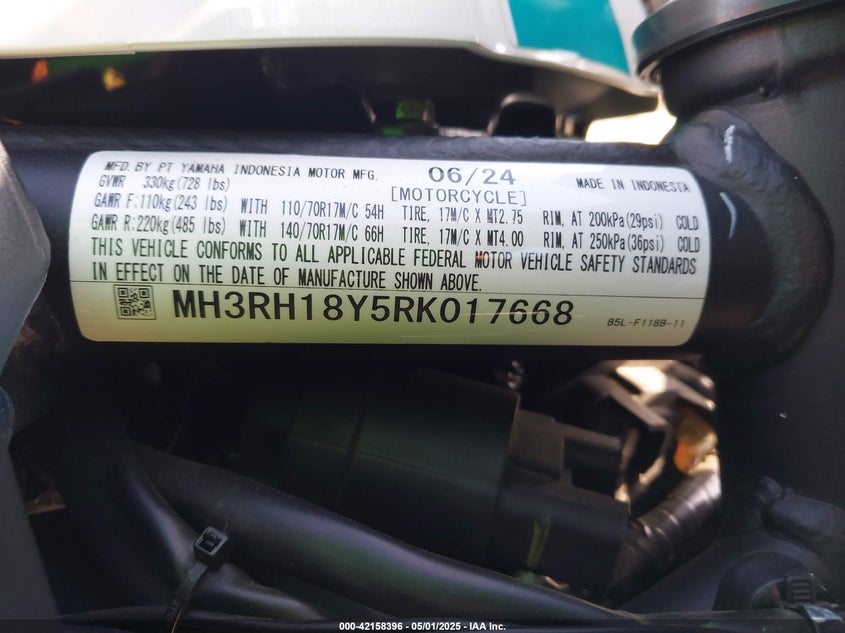 MFD. BY PT YAMAHA INDONESIA MOTOR MFG. 06/24 MADE IN INDONESIA
GVWR 330kg(728 lbs) [MOTORCYCLE]
GAWR F:110kg(243 lbs) WITH 110/70R17M/C 54H TIRE, 17M/C X MT2.75 RIM, AT 200kPa(29psi) COLD
GAWR R:220kg(485 lbs) WITH 140/70R17M/C 66H TIRE, 17M/C X MT4.00 RIM, AT 250kPa(36psi) COLD
THIS VEHICLE CONFORMS TO ALL APPLICABLE FEDERAL MOTOR VEHICLE SAFETY STANDARDS
IN EFFECT ON THE DATE OF MANUFACTURE SHOWN ABOVE.
MH3RH18Y5RK017668
B5L-F118B-11
000-42158396 - 05/01/2025 - IAA Inc.